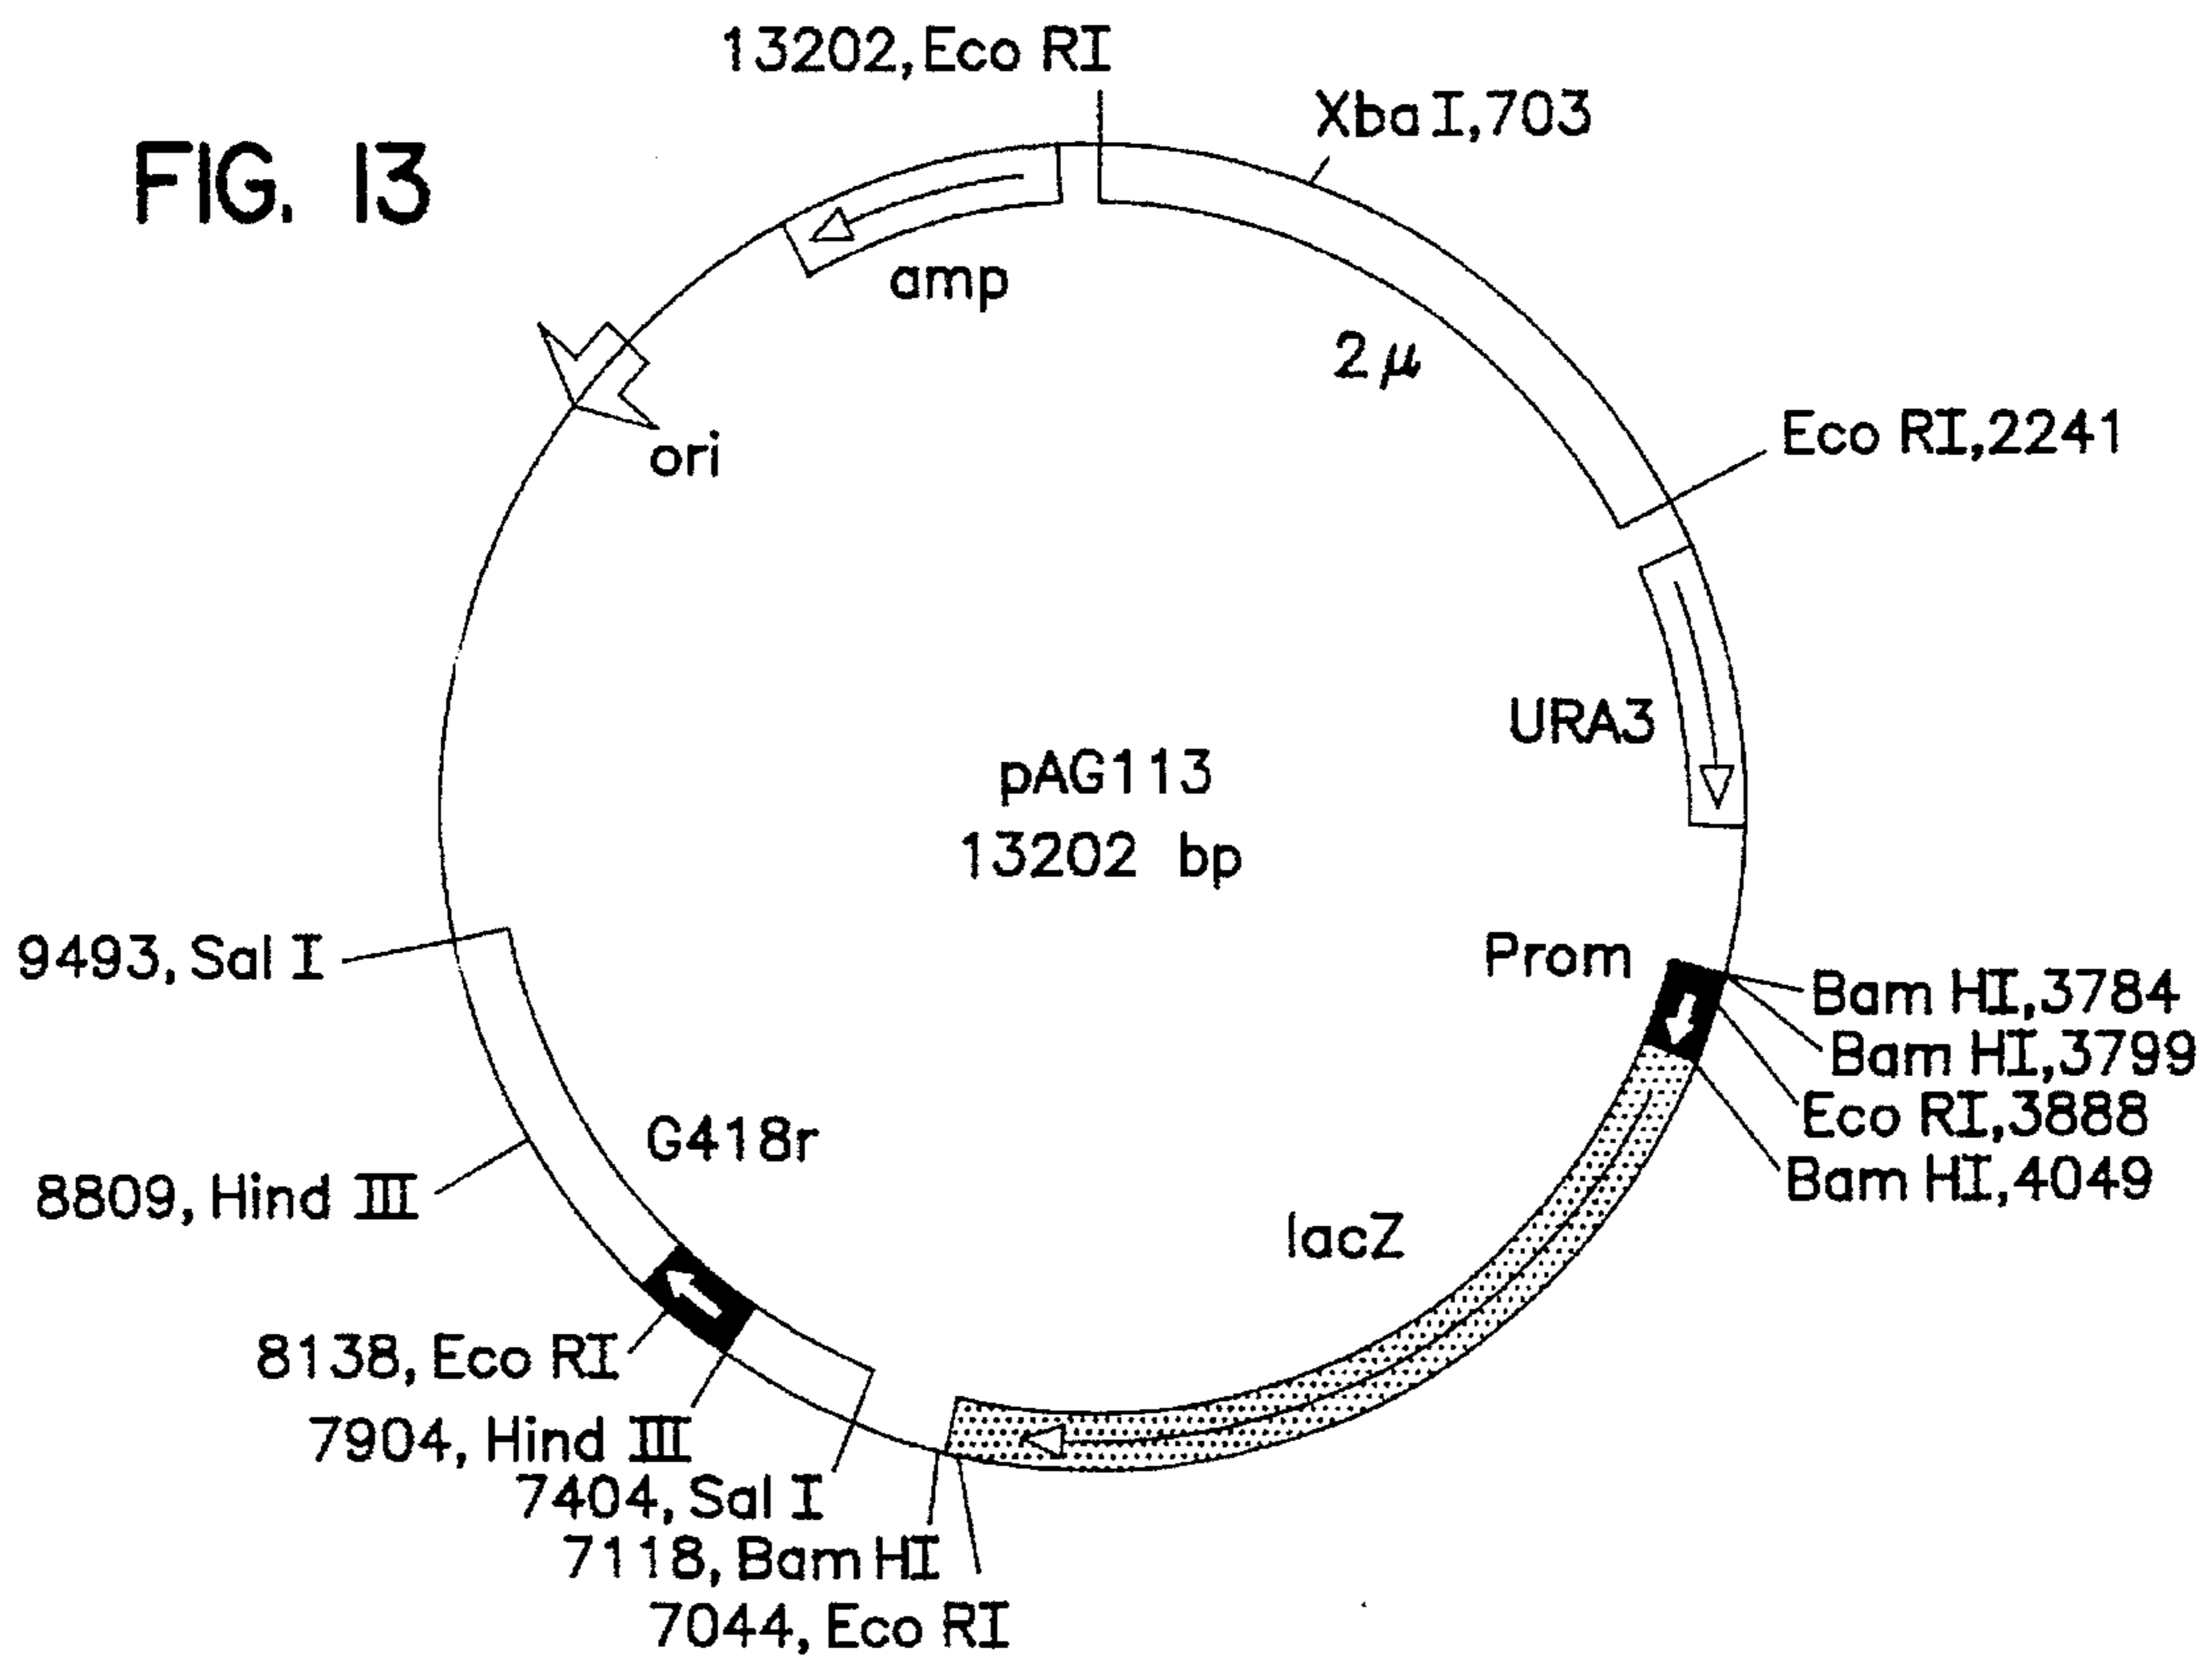 13202, Eco RI
Xba I, 703
FIG. 13
amp
2 μ
Eco RI, 2241
ori
URA3
pAG113
13202 bp
9493, Sal I
Prom
Bam HI, 3784
Bam HI, 3799
Eco RI, 3888
Bam HI, 4049
G418r
8809, Hind III
lacZ
8138, Eco RI
7904, Hind III
7404, Sal I
7118, Bam HI
7044, Eco RI